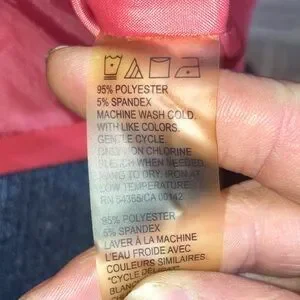 95% POLYESTER
5% SPANDEX
MACHINE WASH COLD.
WITH LIKE COLORS.
GENTLE CYCLE.
ONLY NON CHLORINE
BLEACH WHEN NEEDED.
HANG TO DRY. IRON AT
LOW TEMPERATURE.
RN 54365/CA 00142
95% POLYESTER
5% SPANDEX
LAVER À LA MACHINE
L'EAU FROIDE AVEC
COULEURS SIMILAIRES.
"CYCLE DÉLICAT"